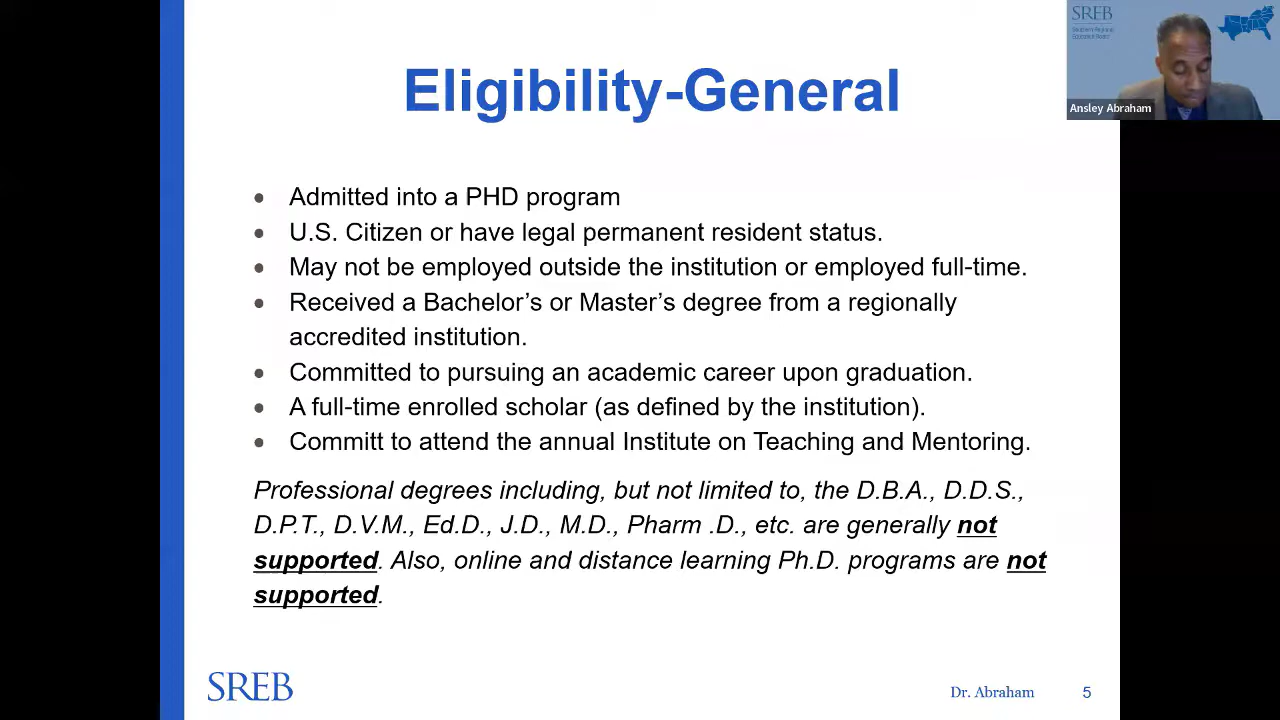 SREB
Southern Regional
Education Board
Ansley Abraham
Eligibility-General
• Admitted into a PHD program
• U.S. Citizen or have legal permanent resident status.
• May not be employed outside the institution or employed full-time.
• Received a Bachelor’s or Master’s degree from a regionally
accredited institution.
• Committed to pursuing an academic career upon graduation.
• A full-time enrolled scholar (as defined by the institution).
• Committ to attend the annual Institute on Teaching and Mentoring.
Professional degrees including, but not limited to, the D.B.A., D.D.S.,
D.P.T., D.V.M., Ed.D., J.D., M.D., Pharm .D., etc. are generally not
supported. Also, online and distance learning Ph.D. programs are not
supported.
SREB
Dr. Abraham
5